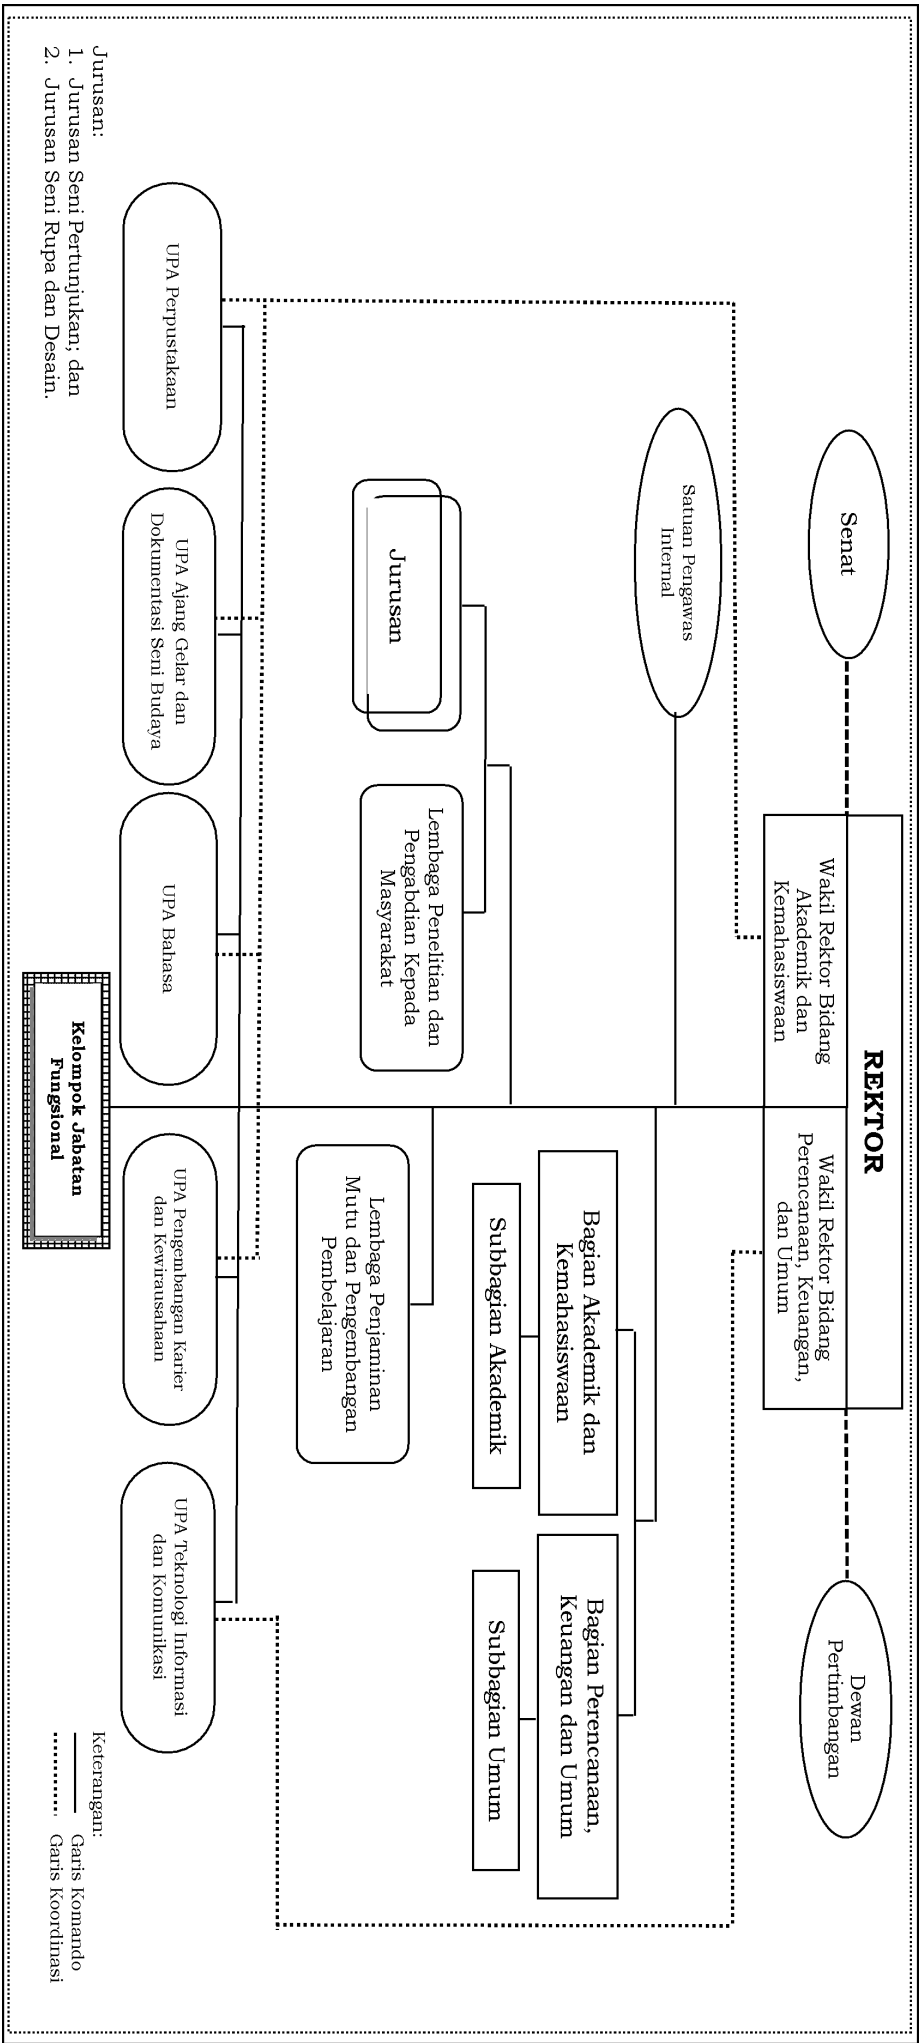 REKTOR
Senat
Wakil Rektor Bidang
Akademik dan
Kemahasiswaan
Wakil Rektor Bidang
Perencanaan, Keuangan,
dan Umum
Dewan
Pertimbangan
Satuan Pengawas
Internal
Bagian Akademik dan
Kemahasiswaan
Bagian Perencanaan,
Keuangan dan Umum
Subbagian Akademik
Subbagian Umum
Jurusan
Lembaga Penelitian dan
Pengabdian Kepada
Masyarakat
Lembaga Penjaminan
Mutu dan Pengembangan
Pembelajaran
UPA Perpustakaan
UPA Ajang Gelar dan
Dokumentasi Seni Budaya
UPA Bahasa
UPA Pengembangan Karier
dan Kewirausahaan
UPA Teknologi Informasi
dan Komunikasi
Kelompok Jabatan
Fungsional
Jurusan:
1. Jurusan Seni Pertunjukan; dan
2. Jurusan Seni Rupa dan Desain.
Keterangan:
Garis Komando
Garis Koordinasi